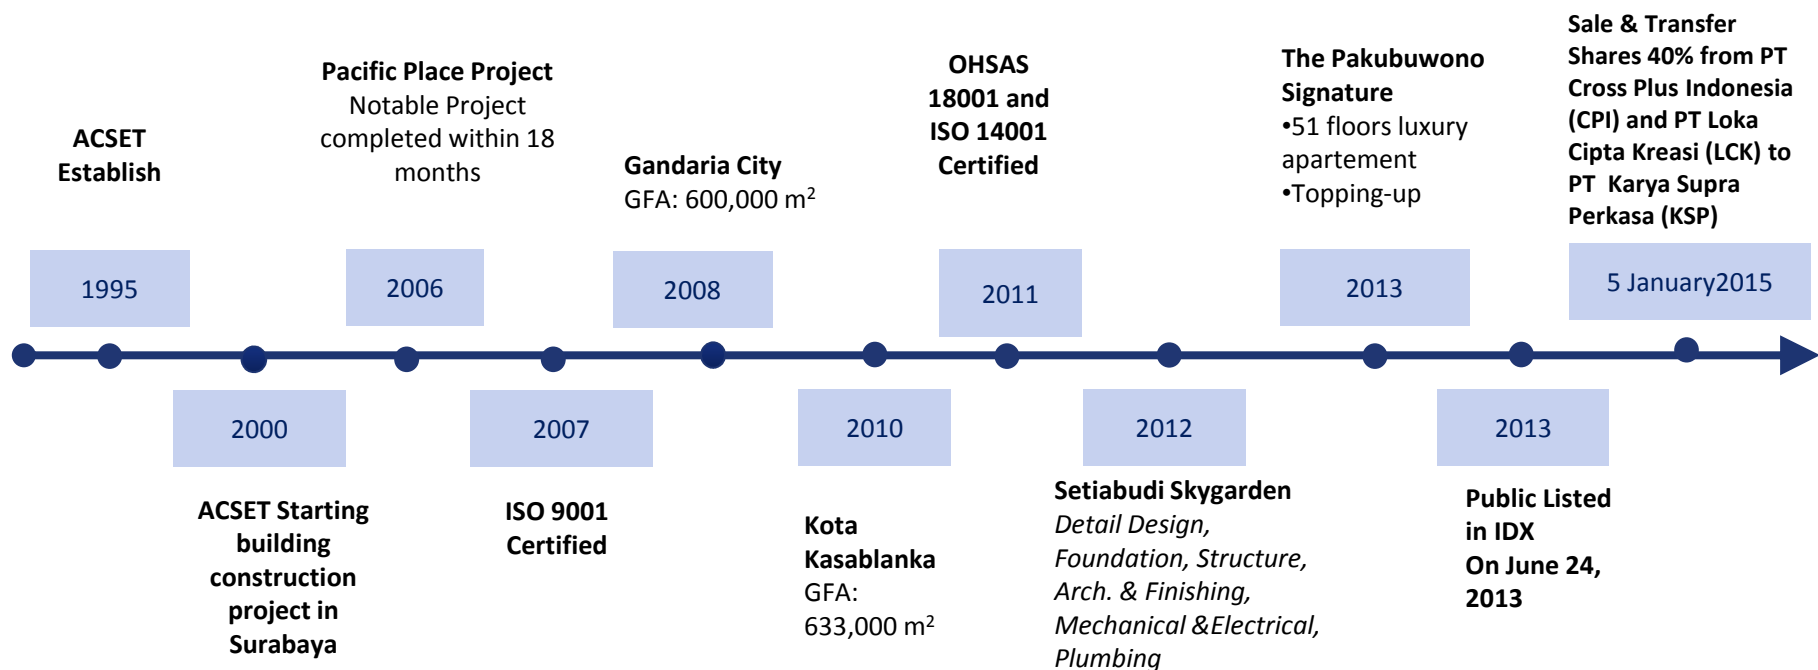 ACSET
Establish
1995
2000
ACSET Starting
building
construction
project in
Surabaya
Pacific Place Project
Notable Project
completed within 18
months
2006
2007
ISO 9001
Certified
Gandaria City
GFA: 600,000 m²
2008
2010
Kota
Kasablanka
GFA:
633,000 m²
OHSAS
18001 and
ISO 14001
Certified
2011
2012
Setiabudi Skygarden
Detail Design,
Foundation, Structure,
Arch. & Finishing,
Mechanical &Electrical,
Plumbing
The Pakubuwono
Signature
•51 floors luxury
apartement
•Topping-up
2013
2013
Public Listed
in IDX
On June 24,
2013
Sale & Transfer
Shares 40% from PT
Cross Plus Indonesia
(CPI) and PT Loka
Cipta Kreasi (LCK) to
PT  Karya Supra
Perkasa (KSP)
5 January2015